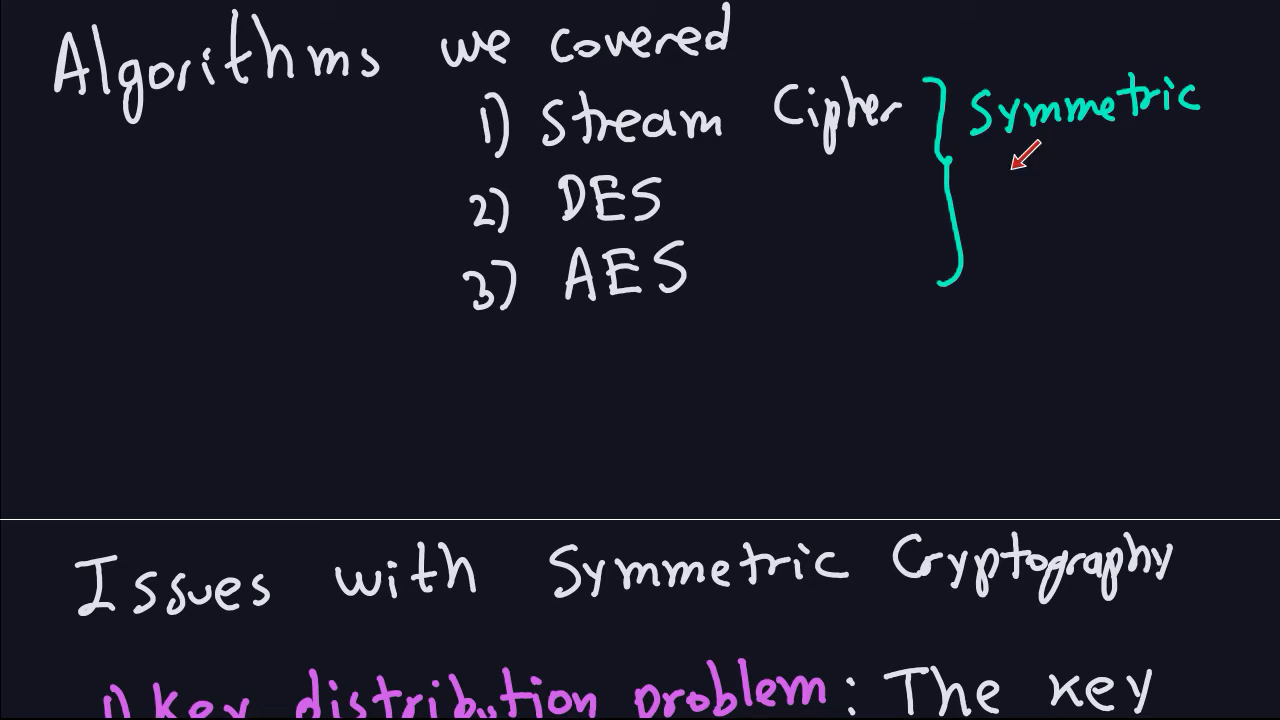 Algorithms we covered
1) Stream Cipher } Symmetric
2) DES
3) AES
Issues with Symmetric Cryptography
1) Key distribution problem: The key